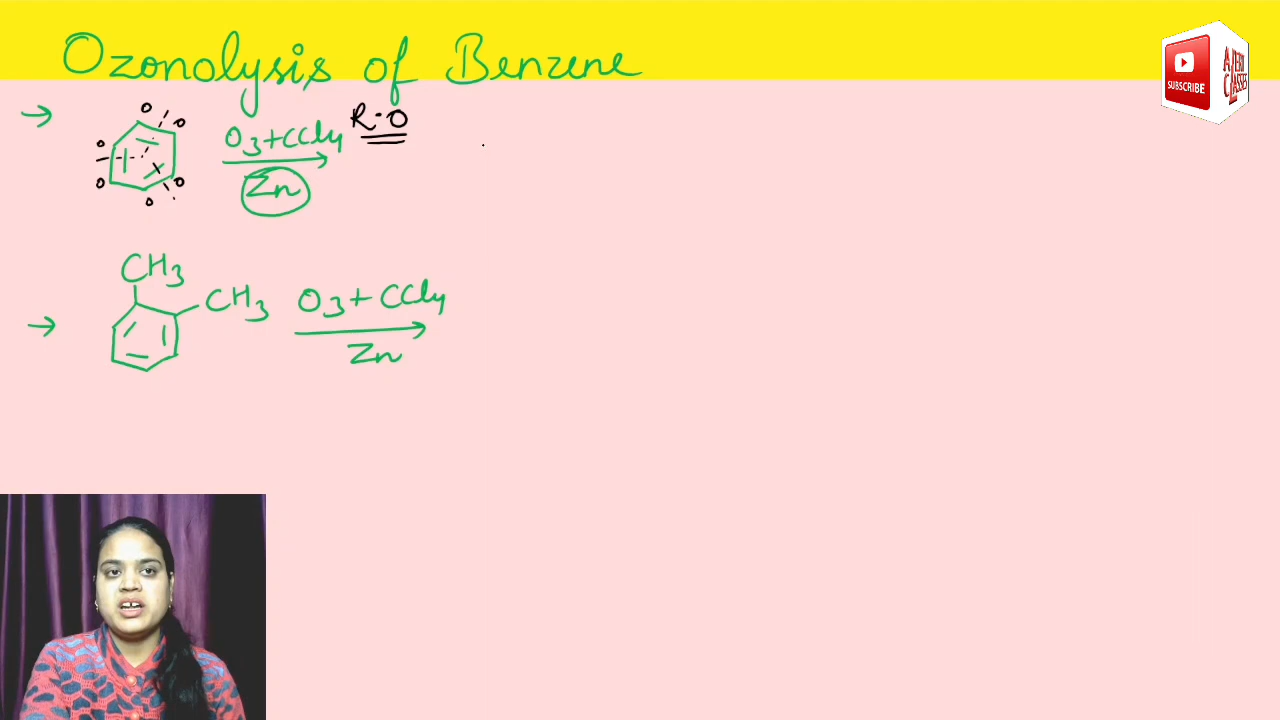 Ozonolysis of Benzene
SUBSCRIBE
→ O O O O O O
O3+CCl4
Zn
R-O
→ CH3
CH3
O3+CCl4
Zn